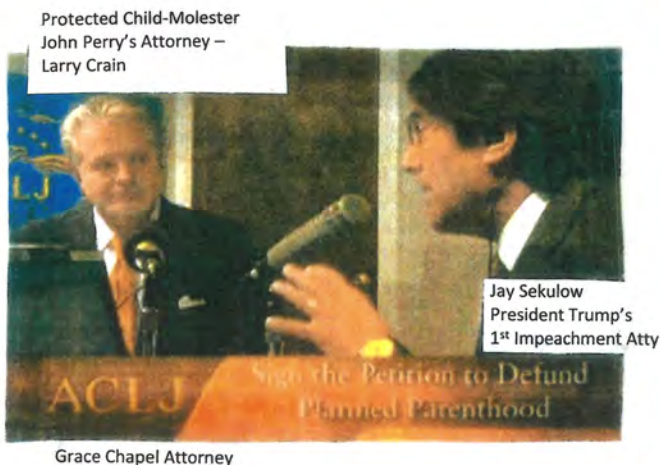 Protected Child-Molester
John Perry's Attorney –
Larry Crain
LJ
Jay Sekulow
President Trump's
1st Impeachment Atty
ACLJ
Sign the Petition to Defund
Planned Parenthood
Grace Chapel Attorney